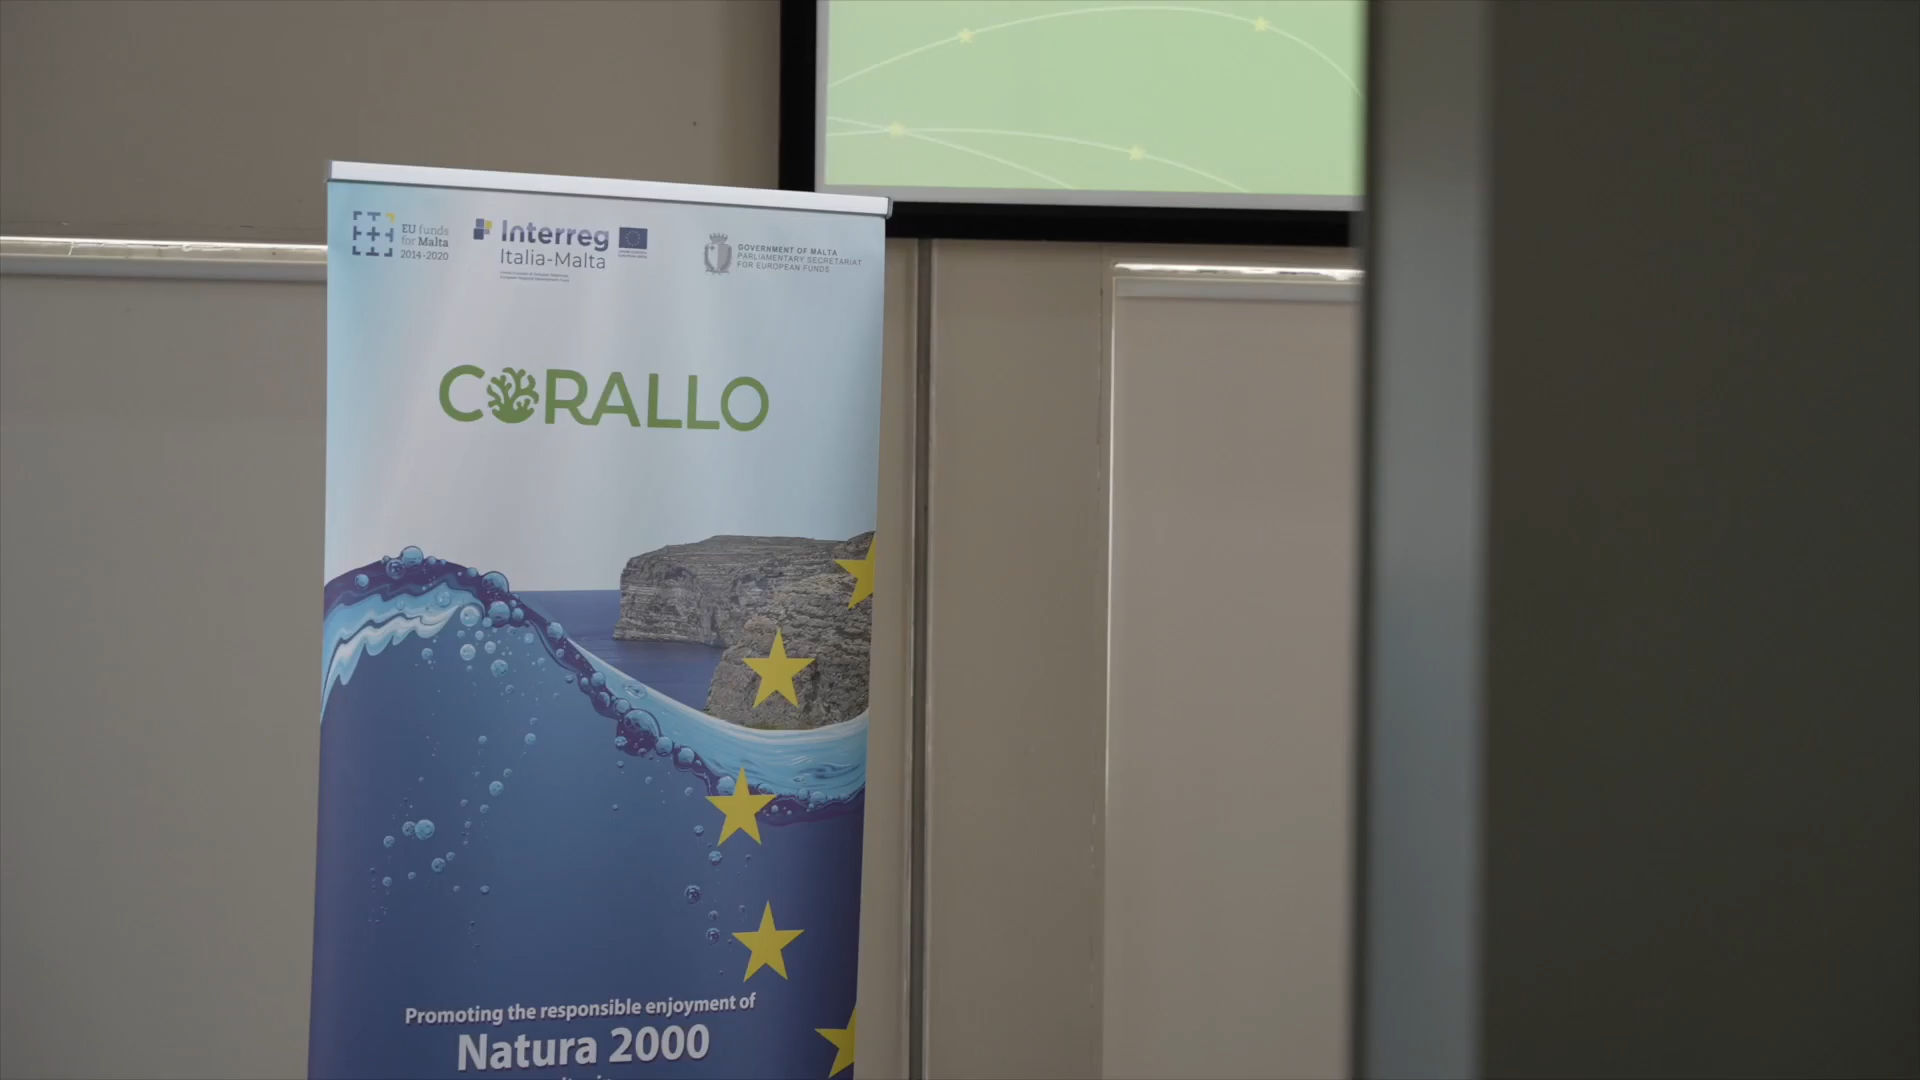 EU funds
for Malta
2014-2020
Interreg
Italia-Malta
GOVERNMENT OF MALTA
PARLIAMENTARY SECRETARIAT
FOR EUROPEAN FUNDS
CORALLO
Promoting the responsible enjoyment of
Natura 2000